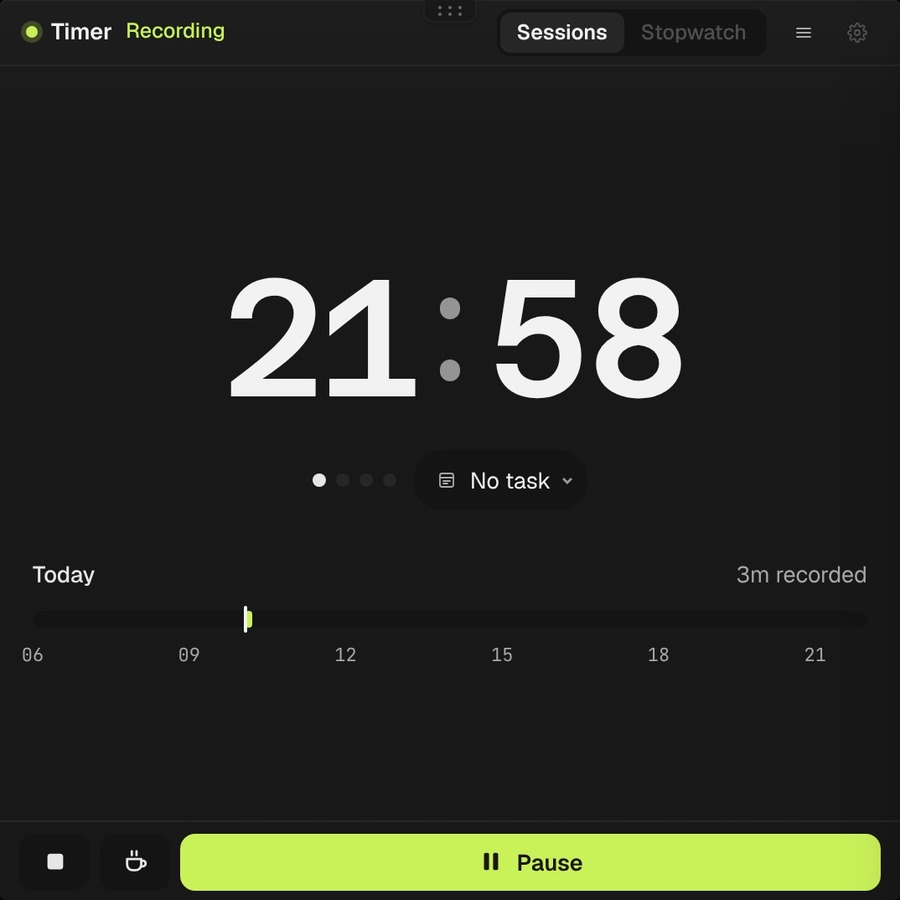 Timer Recording Sessions Stopwatch
21:58
No task
Today 3m recorded
06 09 12 15 18 21
Pause